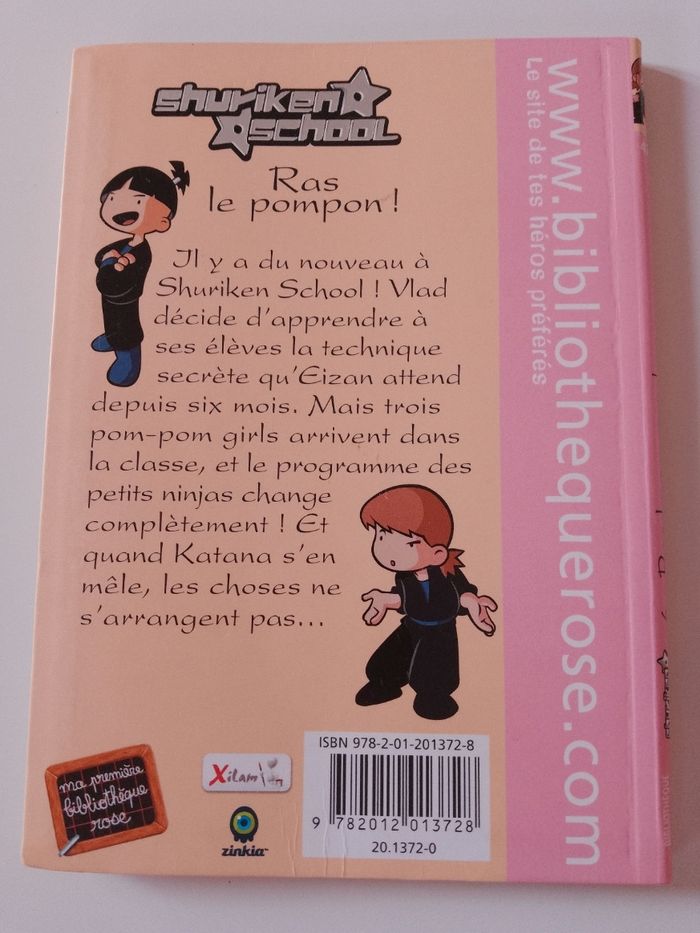 shuriken
school
Ras
le pompon !
Il y a du nouveau à
Shuriken School ! Vlad
décide d'apprendre à
ses élèves la technique
secrète qu'Eizan attend
depuis six mois. Mais trois
pom-pom girls arrivent dans
la classe, et le programme des
petits ninjas change
complètement ! Et
quand Katana s'en
mêle, les choses ne
s'arrangent pas...
ma première
bibliothèque
rose
Xilam
zinkia™
ISBN 978-2-01-201372-8
9 782012 013728
20.1372-0
www.bibliothequerose.com
Le site de tes héros préférés